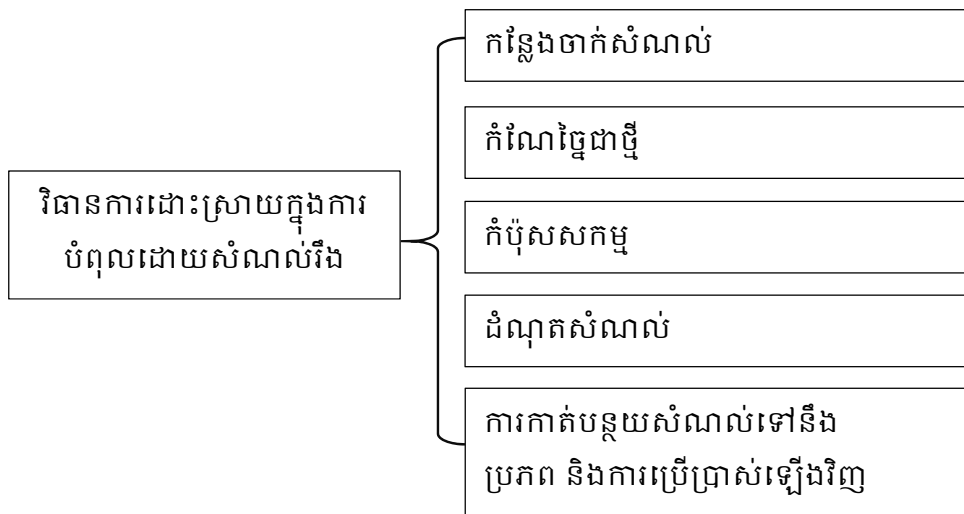 វិធានការដោះស្រាយក្នុងការ
បំពុលដោយសំណល់រឹង
កន្លែងចាក់សំណល់
កំណែច្នៃជាថ្មី
កំប៉ុសសកម្ម
ដំណុតសំណល់
ការកាត់បន្ថយសំណល់ទៅនឹង
ប្រភព និងការប្រើប្រាស់ឡើងវិញ